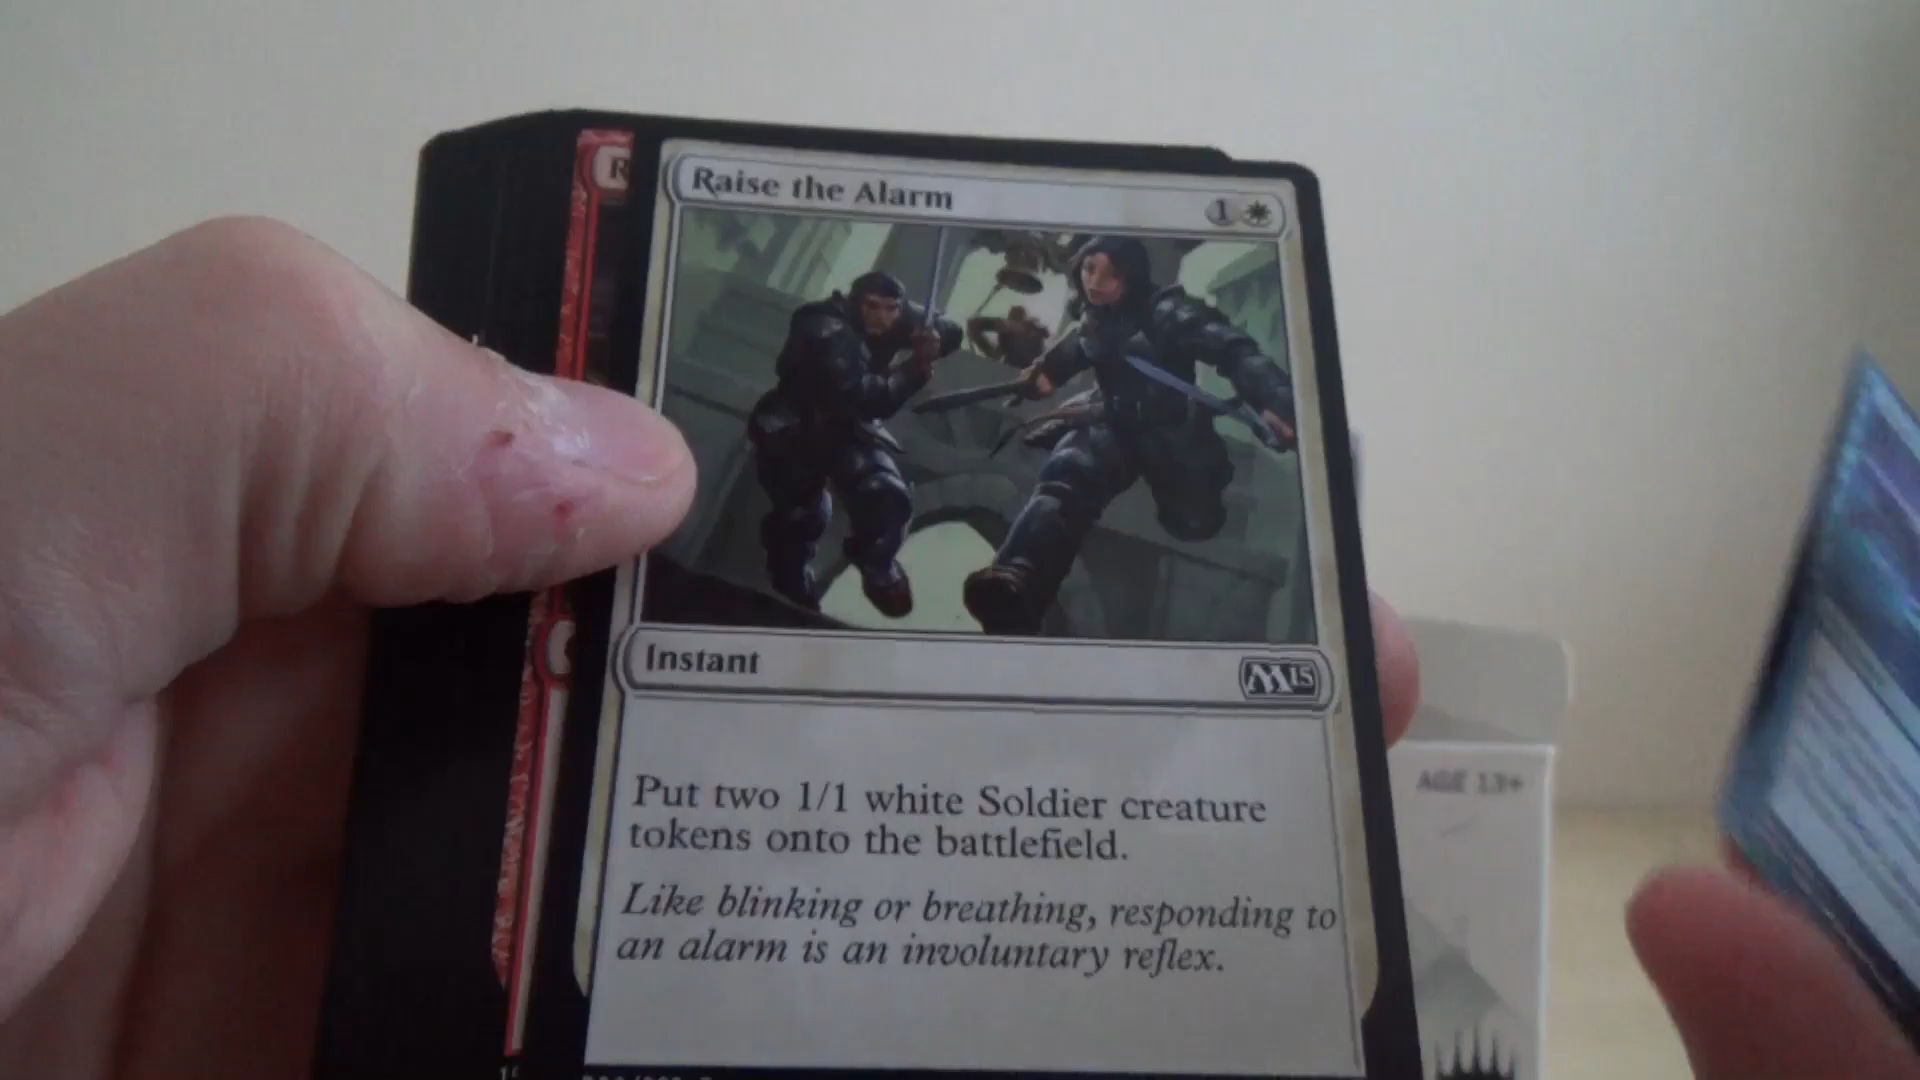 R
Raise the Alarm
1
Instant
M15
Put two 1/1 white Soldier creature
tokens onto the battlefield.
Like blinking or breathing, responding to
an alarm is an involuntary reflex.
AGE 13+